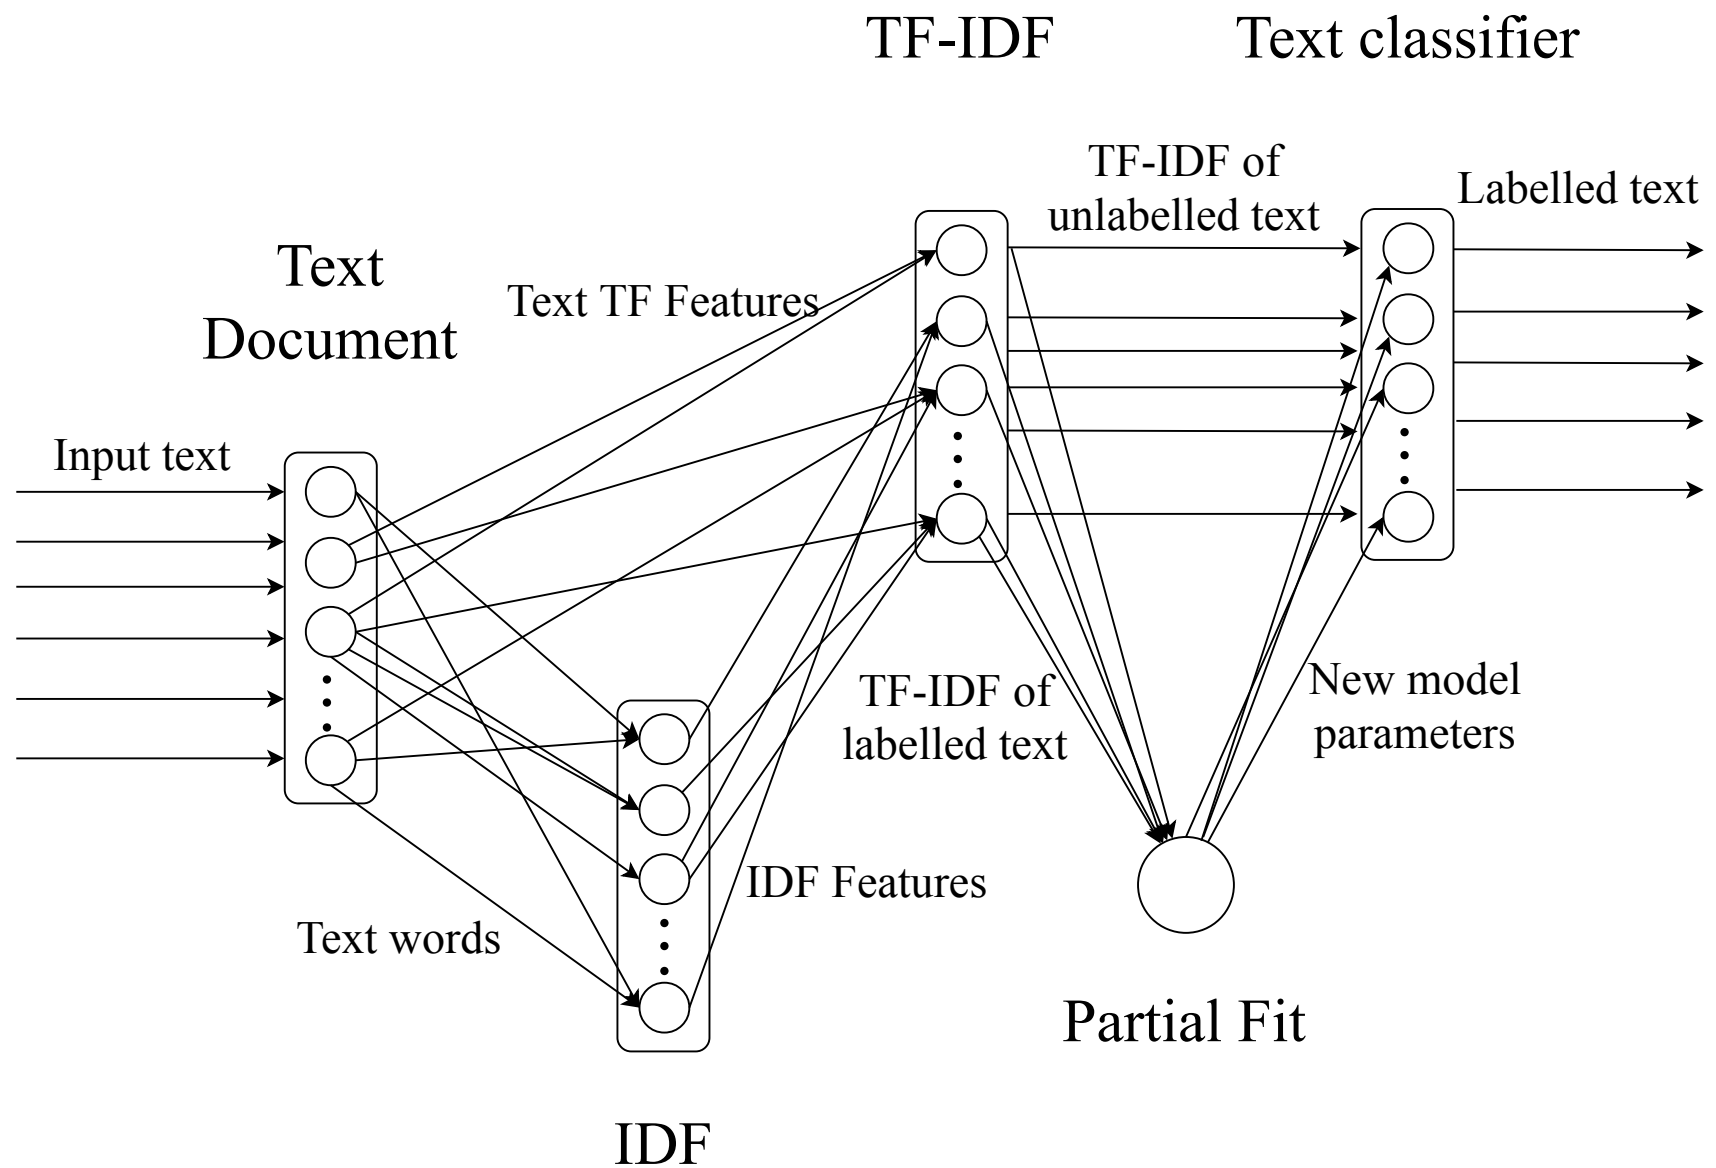 TF-IDF
Text classifier
TF-IDF of
unlabelled text
Labelled text
Text
Document
Text TF Features
Input text
TF-IDF of
labelled text
New model
parameters
IDF Features
Text words
Partial Fit
IDF